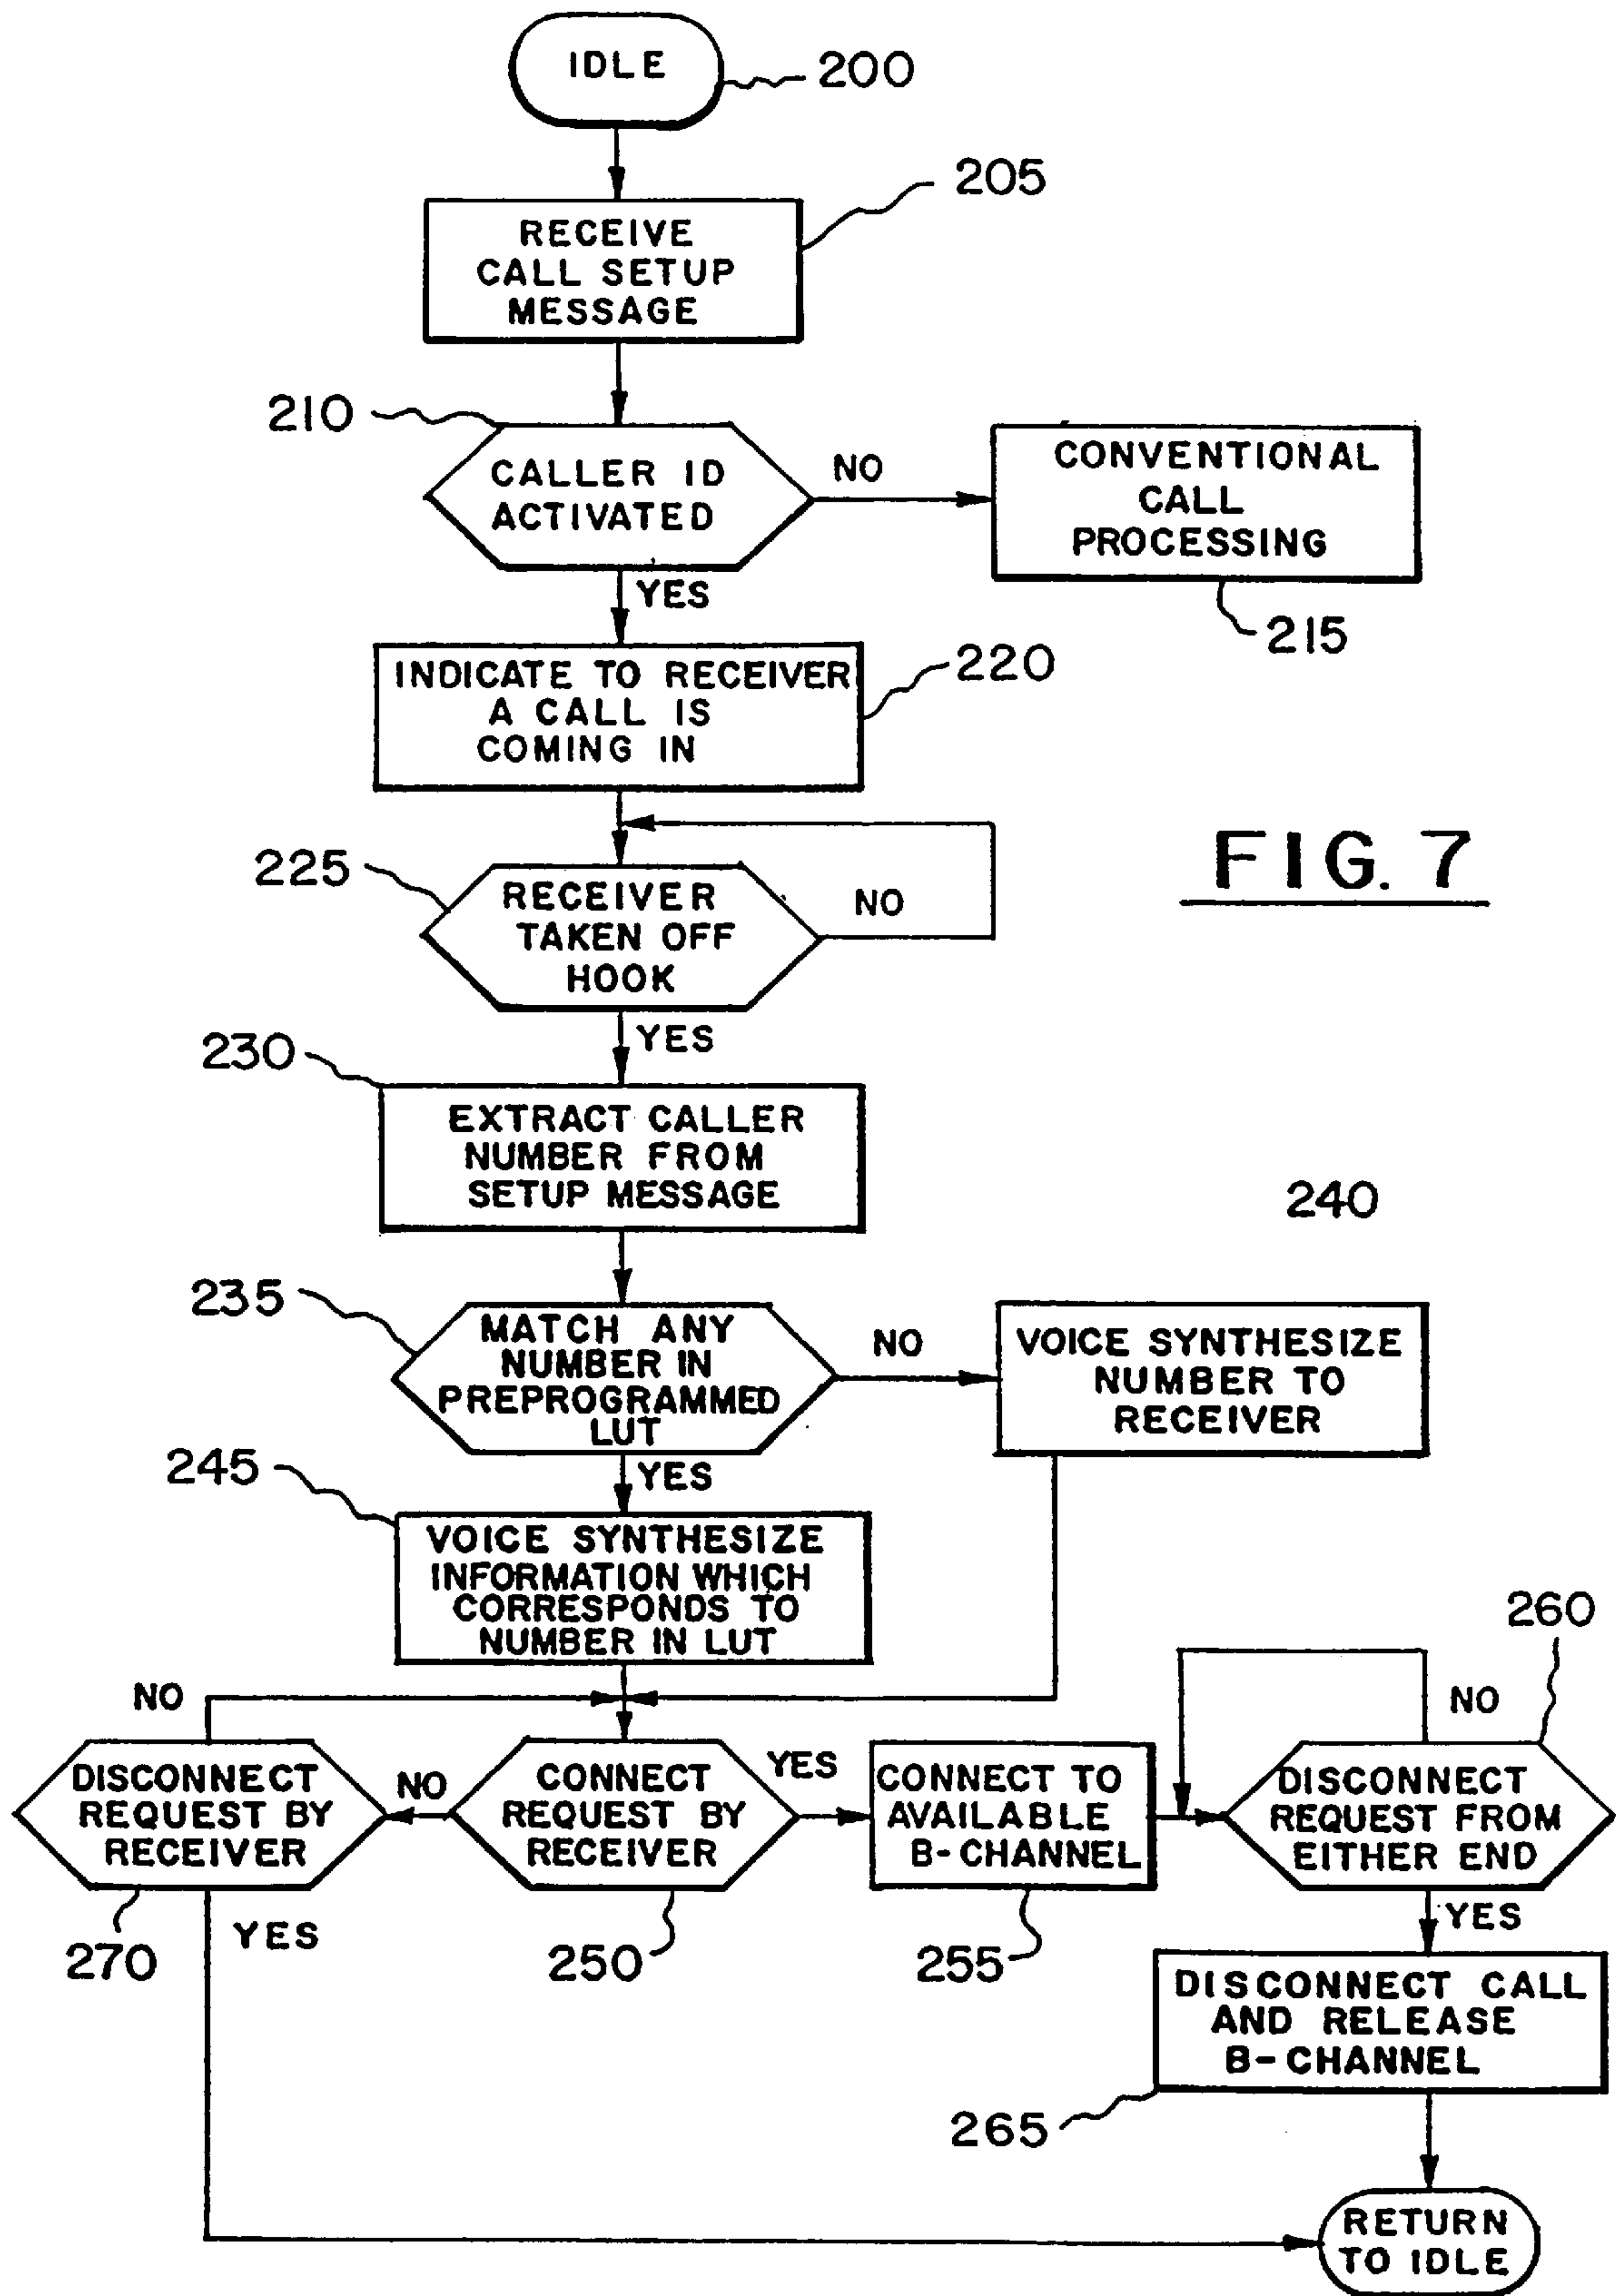 IDLE
200
205
RECEIVE
CALL SETUP
MESSAGE
210
CALLER ID
ACTIVATED
NO
CONVENTIONAL
CALL
PROCESSING
215
YES
INDICATE TO RECEIVER
A CALL IS
COMING IN
220
FIG. 7
225
RECEIVER
TAKEN OFF
HOOK
NO
YES
230
EXTRACT CALLER
NUMBER FROM
SETUP MESSAGE
240
235
MATCH ANY
NUMBER IN
PREPROGRAMMED
LUT
NO
VOICE SYNTHESIZE
NUMBER TO
RECEIVER
YES
245
VOICE SYNTHESIZE
INFORMATION WHICH
CORRESPONDS TO
NUMBER IN LUT
260
NO
NO
DISCONNECT
REQUEST BY
RECEIVER
NO
CONNECT
REQUEST BY
RECEIVER
YES
CONNECT TO
AVAILABLE
B-CHANNEL
DISCONNECT
REQUEST FROM
EITHER END
270
YES
250
255
YES
DISCONNECT CALL
AND RELEASE
B-CHANNEL
265
RETURN
TO IDLE